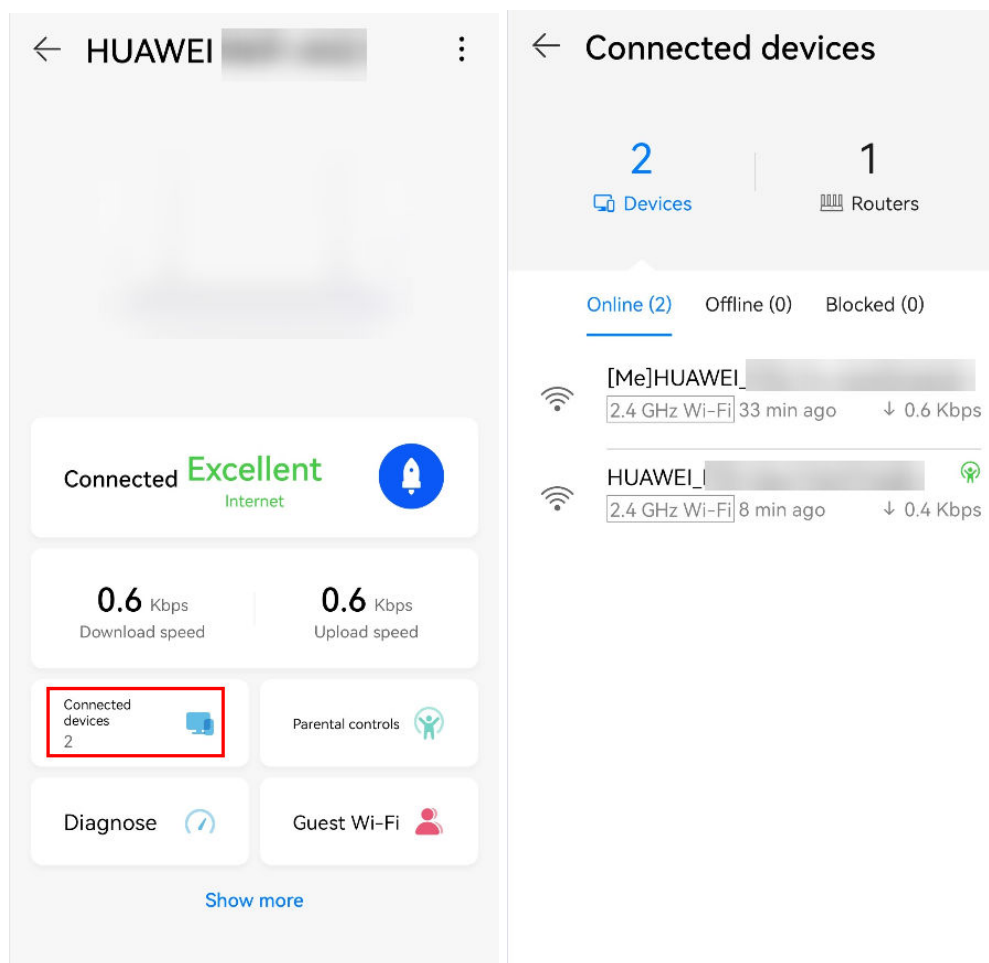 HUAWEI
Connected Excellent
Internet
0.6 Kbps
Download speed
0.6 Kbps
Upload speed
Connected
devices
2
Parental controls
Diagnose
Guest Wi-Fi
Show more
Connected devices
2
Devices
1
Routers
Online (2)
Offline (0)
Blocked (0)
[Me]HUAWEI_
2.4 GHz Wi-Fi 33 min ago ↓ 0.6 Kbps
HUAWEI_
2.4 GHz Wi-Fi 8 min ago ↓ 0.4 Kbps